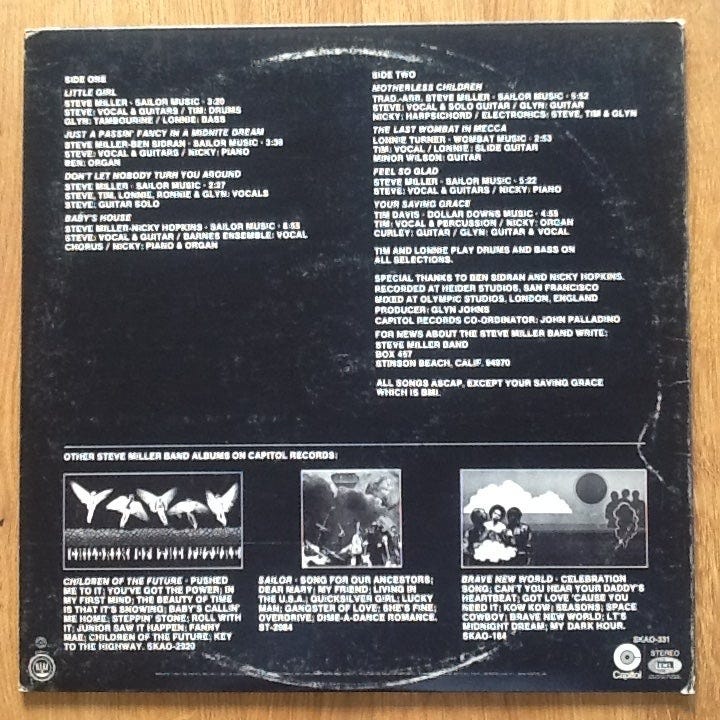 SIDE ONE
LITTLE GIRL
STEVE MILLER · SAILOR MUSIC · 3:20
STEVE: VOCAL & GUITARS / TIM: DRUMS
GLYN: TAMBOURINE / LONNIE: BASS
JUST A PASSIN' FANCY IN A MIDNITE DREAM
STEVE MILLER-BEN SIDRAN · SAILOR MUSIC · 3:36
STEVE: VOCAL & GUITARS / NICKY: PIANO
BEN: ORGAN
DON'T LET NOBODY TURN YOU AROUND
STEVE MILLER · SAILOR MUSIC · 2:27
STEVE, TIM, LONNIE, RONNIE & GLYN: VOCALS
STEVE: GUITAR SOLO
BABY'S HOUSE
STEVE MILLER-NICKY HOPKINS · SAILOR MUSIC · 8:53
STEVE: VOCAL & GUITAR / BARNES ENSEMBLE: VOCAL
CHORUS / NICKY: PIANO & ORGAN
SIDE TWO
MOTHERLESS CHILDREN
TRAD.-ARR. STEVE MILLER · SAILOR MUSIC · 5:52
STEVE: VOCAL & SOLO GUITAR / GLYN: GUITAR
NICKY: HARPSICHORD / ELECTRONICS: STEVE, TIM & GLYN
THE LAST WOMBAT IN MECCA
LONNIE TURNER · WOMBAT MUSIC · 2:53
TIM: VOCAL / LONNIE: SLIDE GUITAR
MINOR WILSON: GUITAR
FEEL SO GLAD
STEVE MILLER · SAILOR MUSIC · 5:22
STEVE: VOCAL & GUITARS / NICKY: PIANO
YOUR SAVING GRACE
TIM DAVIS · DOLLAR DOWNS MUSIC · 4:58
TIM: VOCAL & PERCUSSION / NICKY: ORGAN
CURLEY: GUITAR / GLYN: GUITAR & VOCAL
TIM AND LONNIE PLAY DRUMS AND BASS ON
ALL SELECTIONS.
SPECIAL THANKS TO BEN SIDRAN AND NICKY HOPKINS.
RECORDED AT HEIDER STUDIOS, SAN FRANCISCO
MIXED AT OLYMPIC STUDIOS, LONDON, ENGLAND
PRODUCER: GLYN JOHNS
CAPITOL RECORDS CO-ORDINATOR: JOHN PALLADINO
FOR NEWS ABOUT THE STEVE MILLER BAND WRITE:
STEVE MILLER BAND
BOX 457
STINSON BEACH, CALIF. 94970
ALL SONGS ASCAP, EXCEPT YOUR SAVING GRACE
WHICH IS BMI.
OTHER STEVE MILLER BAND ALBUMS ON CAPITOL RECORDS:
CHILDREN OF THE FUTURE · PUSHED
ME TO IT; YOU'VE GOT THE POWER; IN
MY FIRST MIND; THE BEAUTY OF TIME
IS THAT IT'S SNOWING; BABY'S CALLIN'
ME HOME; STEPPIN' STONE; ROLL WITH
IT; JUNIOR SAW IT HAPPEN; FANNY
MAE; CHILDREN OF THE FUTURE; KEY
TO THE HIGHWAY. SKAO-2920
SAILOR · SONG FOR OUR ANCESTORS;
DEAR MARY; MY FRIEND; LIVING IN
THE U.S.A.; QUICKSILVER GIRL; LUCKY
MAN; GANGSTER OF LOVE; SHE'S FINE;
OVERDRIVE; DIME-A-DANCE ROMANCE.
ST-2984
BRAVE NEW WORLD · CELEBRATION
SONG; CAN'T YOU HEAR YOUR DADDY'S
HEARTBEAT; GOT LOVE 'CAUSE YOU
NEED IT; KOW KOW; SEASONS; SPACE
COWBOY; BRAVE NEW WORLD; LT'S
MIDNIGHT DREAM; MY DARK HOUR.
SKAO-184
SKAO-331
STEREO
Capitol